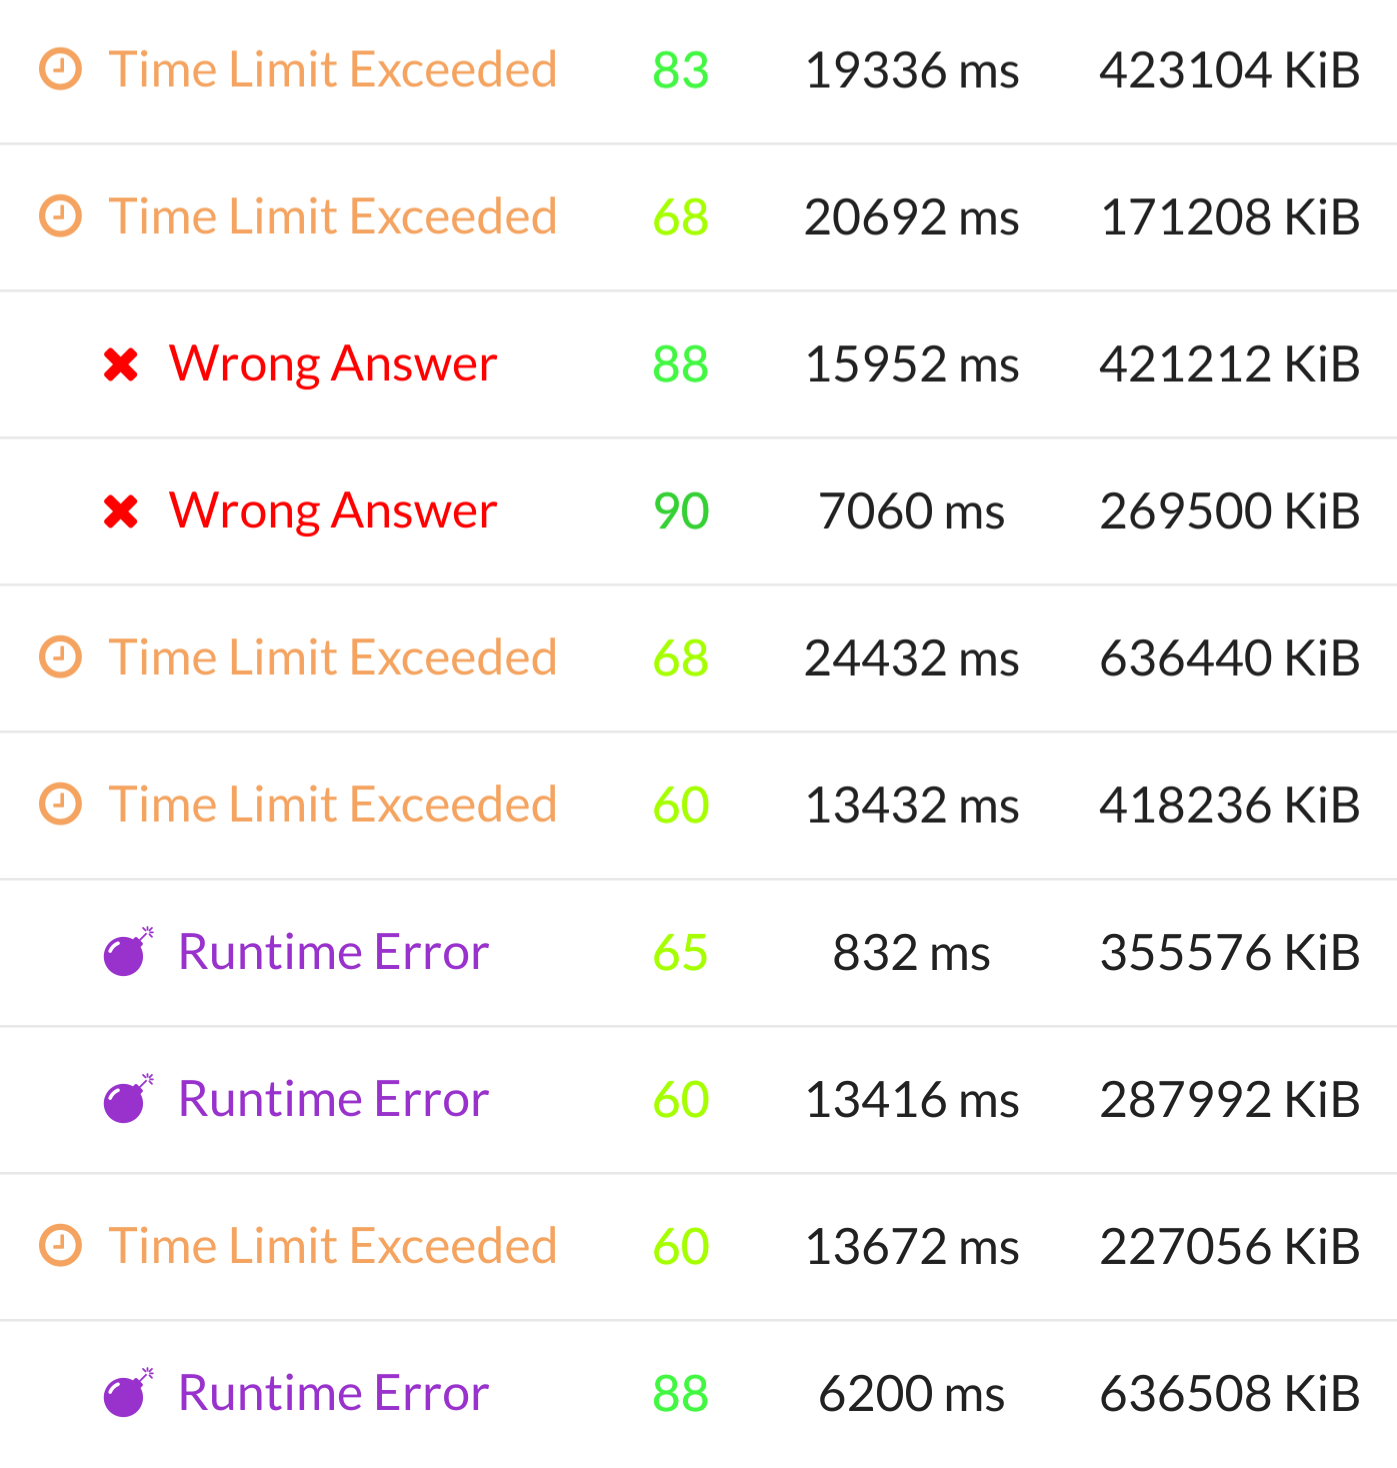 Time Limit Exceeded 83 19336 ms 423104 KiB
Time Limit Exceeded 68 20692 ms 171208 KiB
Wrong Answer 88 15952 ms 421212 KiB
Wrong Answer 90 7060 ms 269500 KiB
Time Limit Exceeded 68 24432 ms 636440 KiB
Time Limit Exceeded 60 13432 ms 418236 KiB
Runtime Error 65 832 ms 355576 KiB
Runtime Error 60 13416 ms 287992 KiB
Time Limit Exceeded 60 13672 ms 227056 KiB
Runtime Error 88 6200 ms 636508 KiB